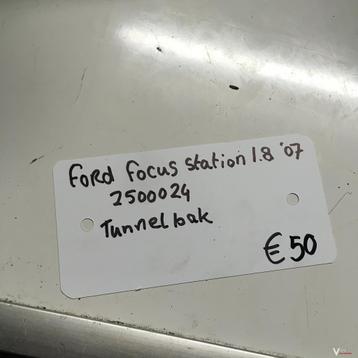 Ford Focus station 1.8 '07
2500024
Tunnelbak
€50